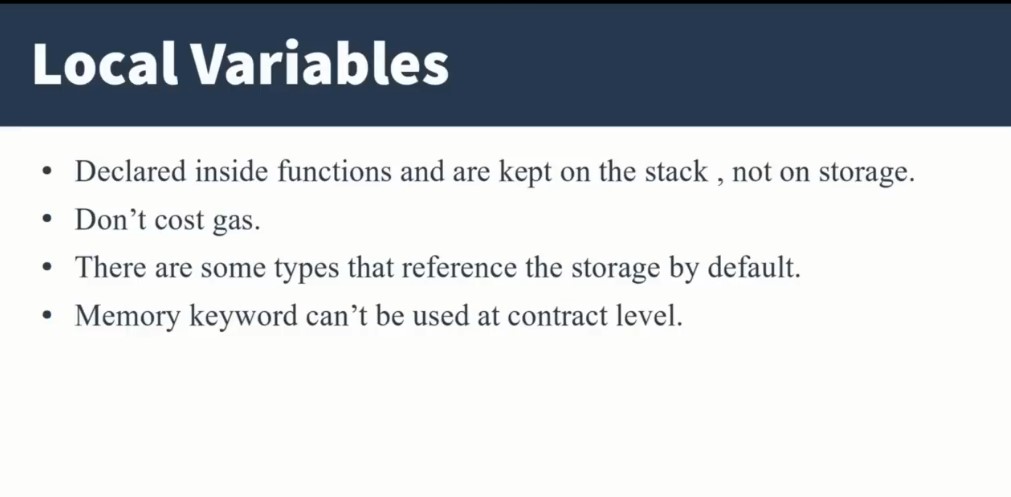 Local Variables
• Declared inside functions and are kept on the stack , not on storage.
• Don’t cost gas.
• There are some types that reference the storage by default.
• Memory keyword can’t be used at contract level.